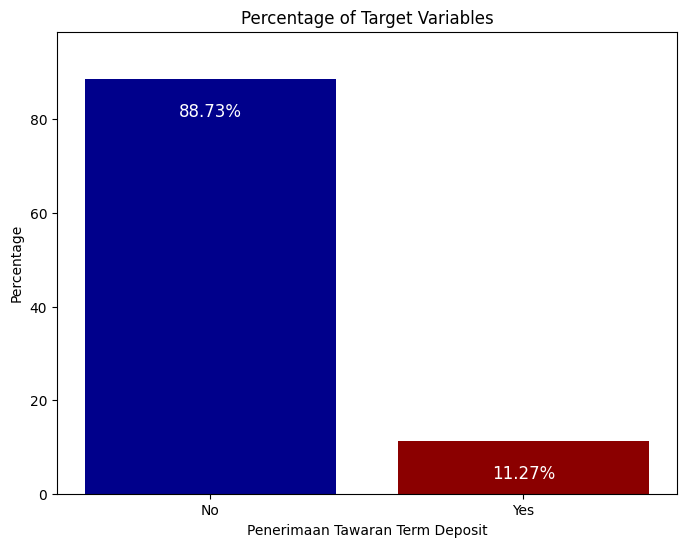 Percentage of Target Variables
Percentage
80
60
40
20
0
88.73%
11.27%
No
Yes
Penerimaan Tawaran Term Deposit